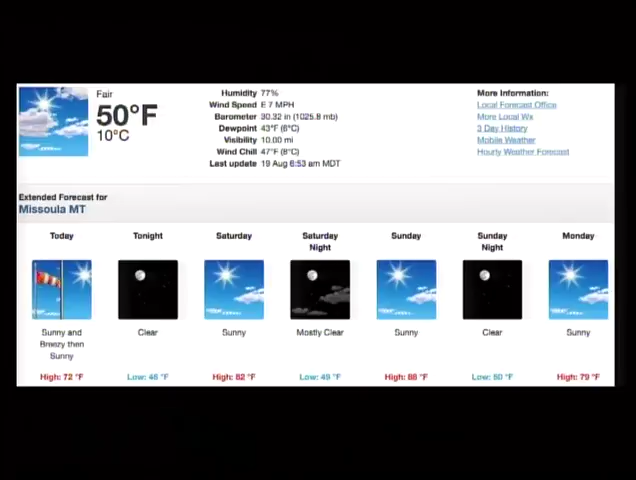 Fair
50°F
10°C
Humidity 77%
Wind Speed E 7 MPH
Barometer 30.32 in (1025.8 mb)
Dewpoint 43°F (6°C)
Visibility 10.00 mi
Wind Chill 47°F (8°C)
Last update 19 Aug 6:53 am MDT
More Information:
Local Forecast Office
More Local Wx
3 Day History
Mobile Weather
Hourly Weather Forecast
Extended Forecast for
Missoula MT
Today
Tonight
Saturday
Saturday Night
Sunday
Sunday Night
Monday
Sunny and
Breezy then
Sunny
Clear
Sunny
Mostly Clear
Sunny
Clear
Sunny
High: 72 °F
Low: 46 °F
High: 82 °F
Low: 49 °F
High: 88 °F
Low: 50 °F
High: 79 °F